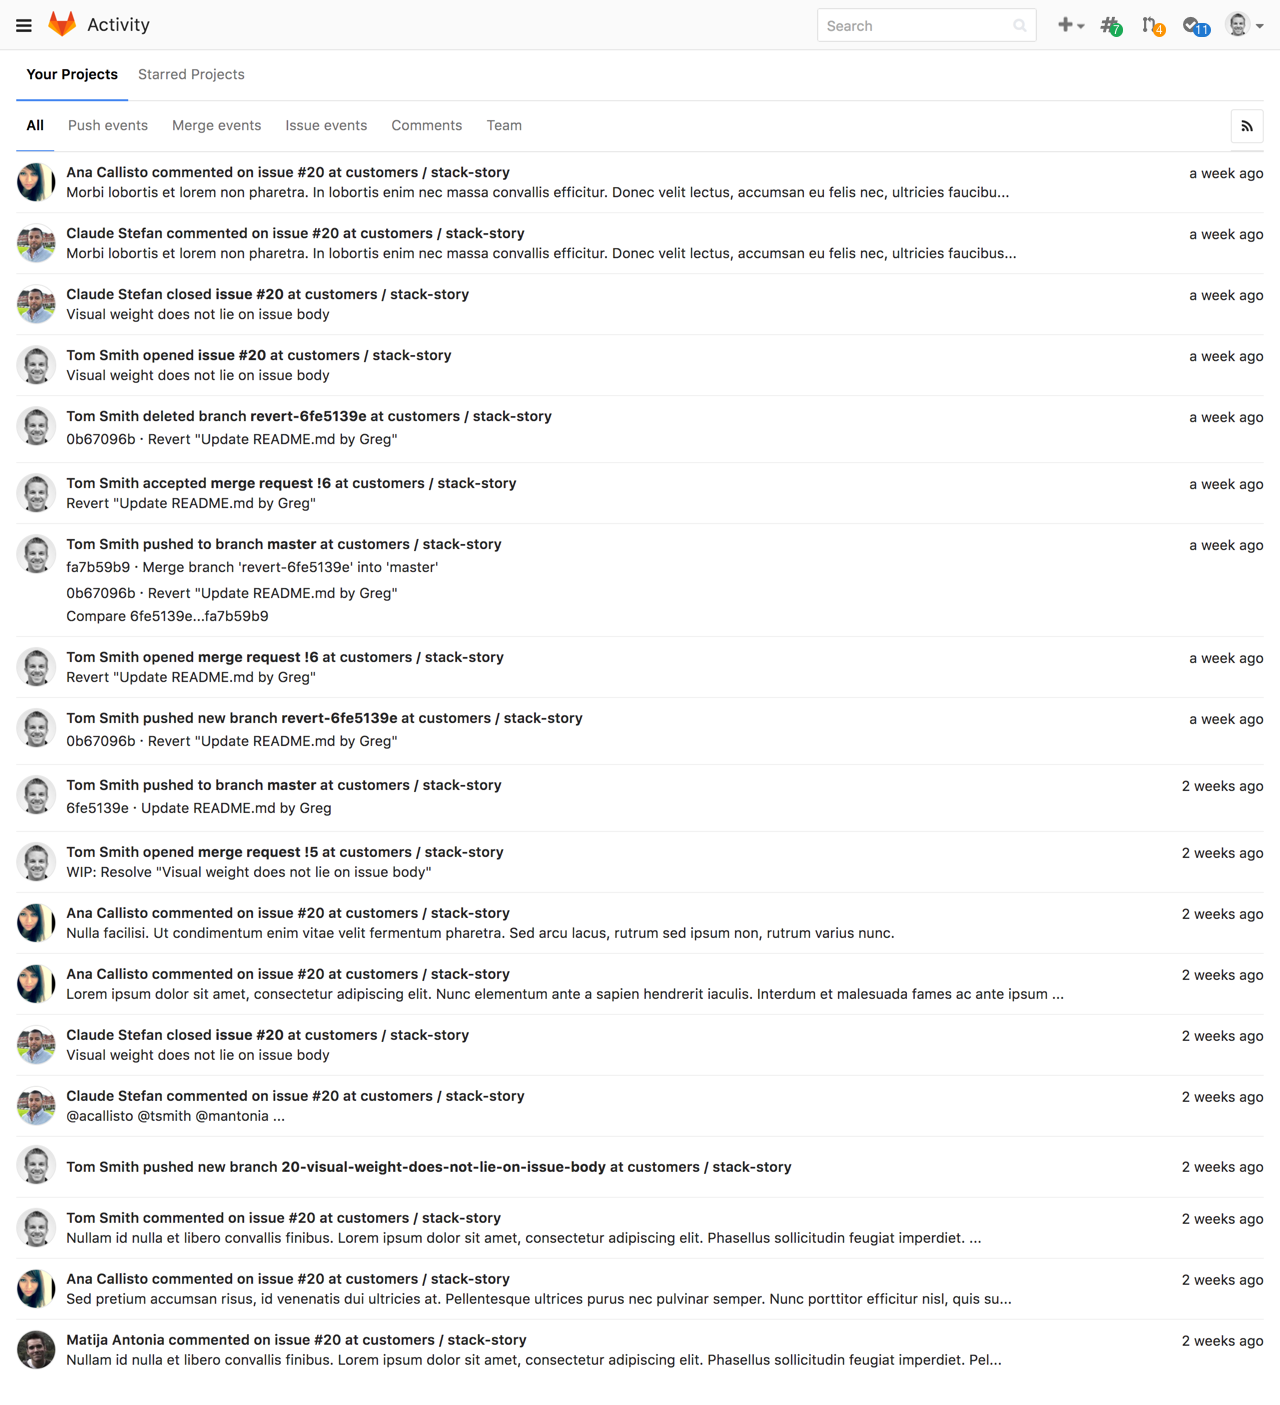 Activity
Search
7
4
11
Your Projects Starred Projects
All Push events Merge events Issue events Comments Team
Ana Callisto commented on issue #20 at customers / stack-story a week ago
Morbi lobortis et lorem non pharetra. In lobortis enim nec massa convallis efficitur. Donec velit lectus, accumsan eu felis nec, ultricies faucibu...
Claude Stefan commented on issue #20 at customers / stack-story a week ago
Morbi lobortis et lorem non pharetra. In lobortis enim nec massa convallis efficitur. Donec velit lectus, accumsan eu felis nec, ultricies faucibus...
Claude Stefan closed issue #20 at customers / stack-story a week ago
Visual weight does not lie on issue body
Tom Smith opened issue #20 at customers / stack-story a week ago
Visual weight does not lie on issue body
Tom Smith deleted branch revert-6fe5139e at customers / stack-story a week ago
0b67096b · Revert "Update README.md by Greg"
Tom Smith accepted merge request !6 at customers / stack-story a week ago
Revert "Update README.md by Greg"
Tom Smith pushed to branch master at customers / stack-story a week ago
fa7b59b9 · Merge branch 'revert-6fe5139e' into 'master'
0b67096b · Revert "Update README.md by Greg"
Compare 6fe5139e...fa7b59b9
Tom Smith opened merge request !6 at customers / stack-story a week ago
Revert "Update README.md by Greg"
Tom Smith pushed new branch revert-6fe5139e at customers / stack-story a week ago
0b67096b · Revert "Update README.md by Greg"
Tom Smith pushed to branch master at customers / stack-story 2 weeks ago
6fe5139e · Update README.md by Greg
Tom Smith opened merge request !5 at customers / stack-story 2 weeks ago
WIP: Resolve "Visual weight does not lie on issue body"
Ana Callisto commented on issue #20 at customers / stack-story 2 weeks ago
Nulla facilisi. Ut condimentum enim vitae velit fermentum pharetra. Sed arcu lacus, rutrum sed ipsum non, rutrum varius nunc.
Ana Callisto commented on issue #20 at customers / stack-story 2 weeks ago
Lorem ipsum dolor sit amet, consectetur adipiscing elit. Nunc elementum ante a sapien hendrerit iaculis. Interdum et malesuada fames ac ante ipsum ...
Claude Stefan closed issue #20 at customers / stack-story 2 weeks ago
Visual weight does not lie on issue body
Claude Stefan commented on issue #20 at customers / stack-story 2 weeks ago
@acallisto @tsmith @mantonia ...
Tom Smith pushed new branch 20-visual-weight-does-not-lie-on-issue-body at customers / stack-story 2 weeks ago
Tom Smith commented on issue #20 at customers / stack-story 2 weeks ago
Nullam id nulla et libero convallis finibus. Lorem ipsum dolor sit amet, consectetur adipiscing elit. Phasellus sollicitudin feugiat imperdiet. ...
Ana Callisto commented on issue #20 at customers / stack-story 2 weeks ago
Sed pretium accumsan risus, id venenatis dui ultricies at. Pellentesque ultrices purus nec pulvinar semper. Nunc porttitor efficitur nisl, quis su...
Matija Antonia commented on issue #20 at customers / stack-story 2 weeks ago
Nullam id nulla et libero convallis finibus. Lorem ipsum dolor sit amet, consectetur adipiscing elit. Phasellus sollicitudin feugiat imperdiet. Pel...